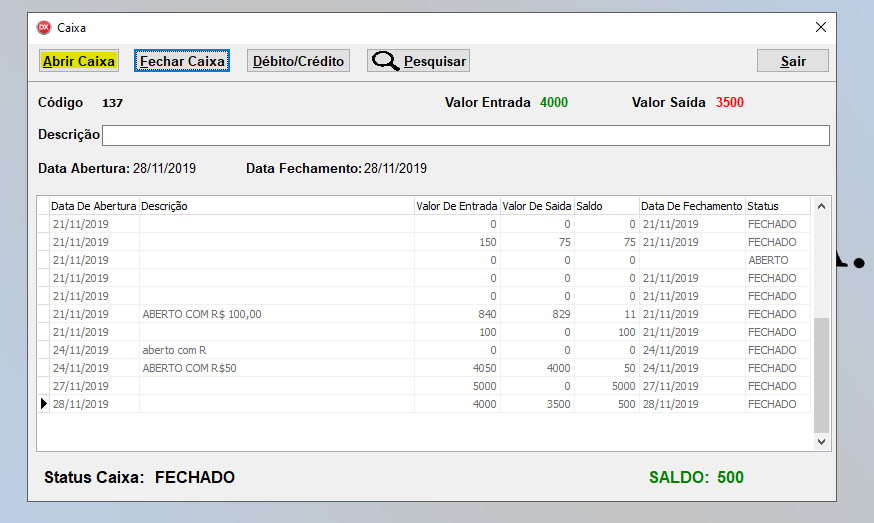 DX Caixa
Abrir Caixa Fechar Caixa Débito/Crédito Pesquisar Sair
Código 137 Valor Entrada 4000 Valor Saída 3500
Descrição
Data Abertura: 28/11/2019 Data Fechamento: 28/11/2019
Data De Abertura Descrição Valor De Entrada Valor De Saida Saldo Data De Fechamento Status
21/11/2019 0 0 0 21/11/2019 FECHADO
21/11/2019 150 75 75 21/11/2019 FECHADO
21/11/2019 0 0 0 ABERTO
21/11/2019 0 0 0 21/11/2019 FECHADO
21/11/2019 0 0 0 21/11/2019 FECHADO
21/11/2019 ABERTO COM R$ 100,00 840 829 11 21/11/2019 FECHADO
21/11/2019 100 0 100 21/11/2019 FECHADO
24/11/2019 aberto com R 0 0 0 24/11/2019 FECHADO
24/11/2019 ABERTO COM R$50 4050 4000 50 24/11/2019 FECHADO
27/11/2019 5000 0 5000 27/11/2019 FECHADO
28/11/2019 4000 3500 500 28/11/2019 FECHADO
Status Caixa: FECHADO SALDO: 500